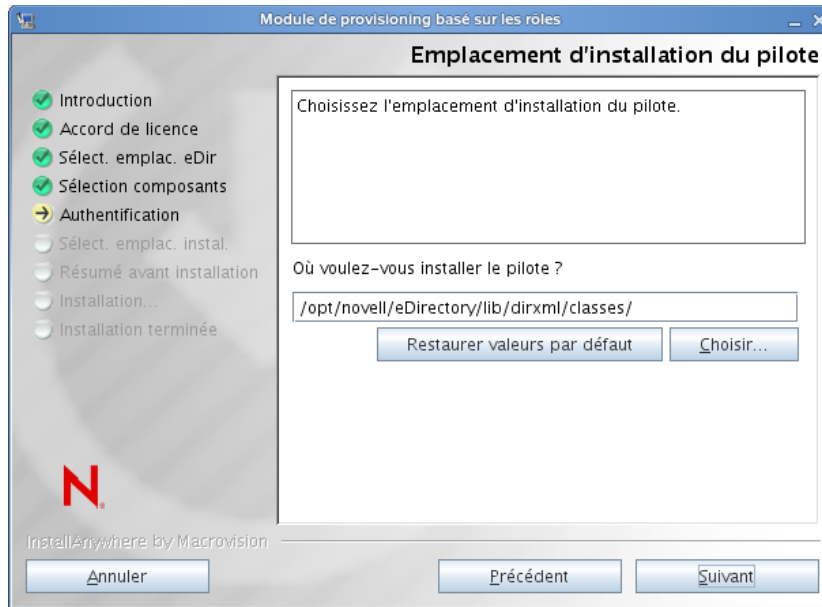 Module de provisioning basé sur les rôles
Emplacement d'installation du pilote
Introduction
Accord de licence
Sélect. emplac. eDir
Sélection composants
Authentification
Sélect. emplac. instal.
Résumé avant installation
Installation...
Installation terminée
Choisissez l'emplacement d'installation du pilote.
Où voulez-vous installer le pilote ?
/opt/novell/eDirectory/lib/dirxml/classes/
Restaurer valeurs par défaut
Choisir...
N
InstallAnywhere by Macrovision
Annuler
Précédent
Suivant